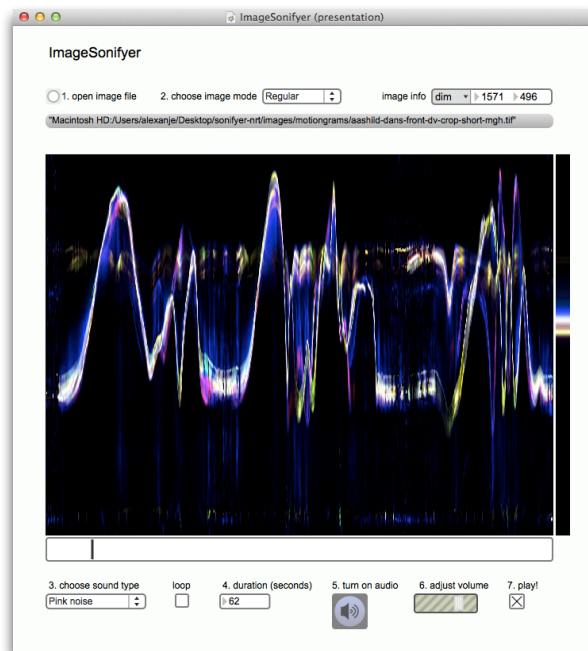 ImageSonifyer (presentation)
ImageSonifyer
1. open image file 2. choose image mode Regular image info dim 1571 496
"Macintosh HD:/Users/alexanje/Desktop/sonifyer-nrt/images/motiongrams/aashild-dans-front-dv-crop-short-mgh.tif"
3. choose sound type loop 4. duration (seconds) 5. turn on audio 6. adjust volume 7. play!
Pink noise 62